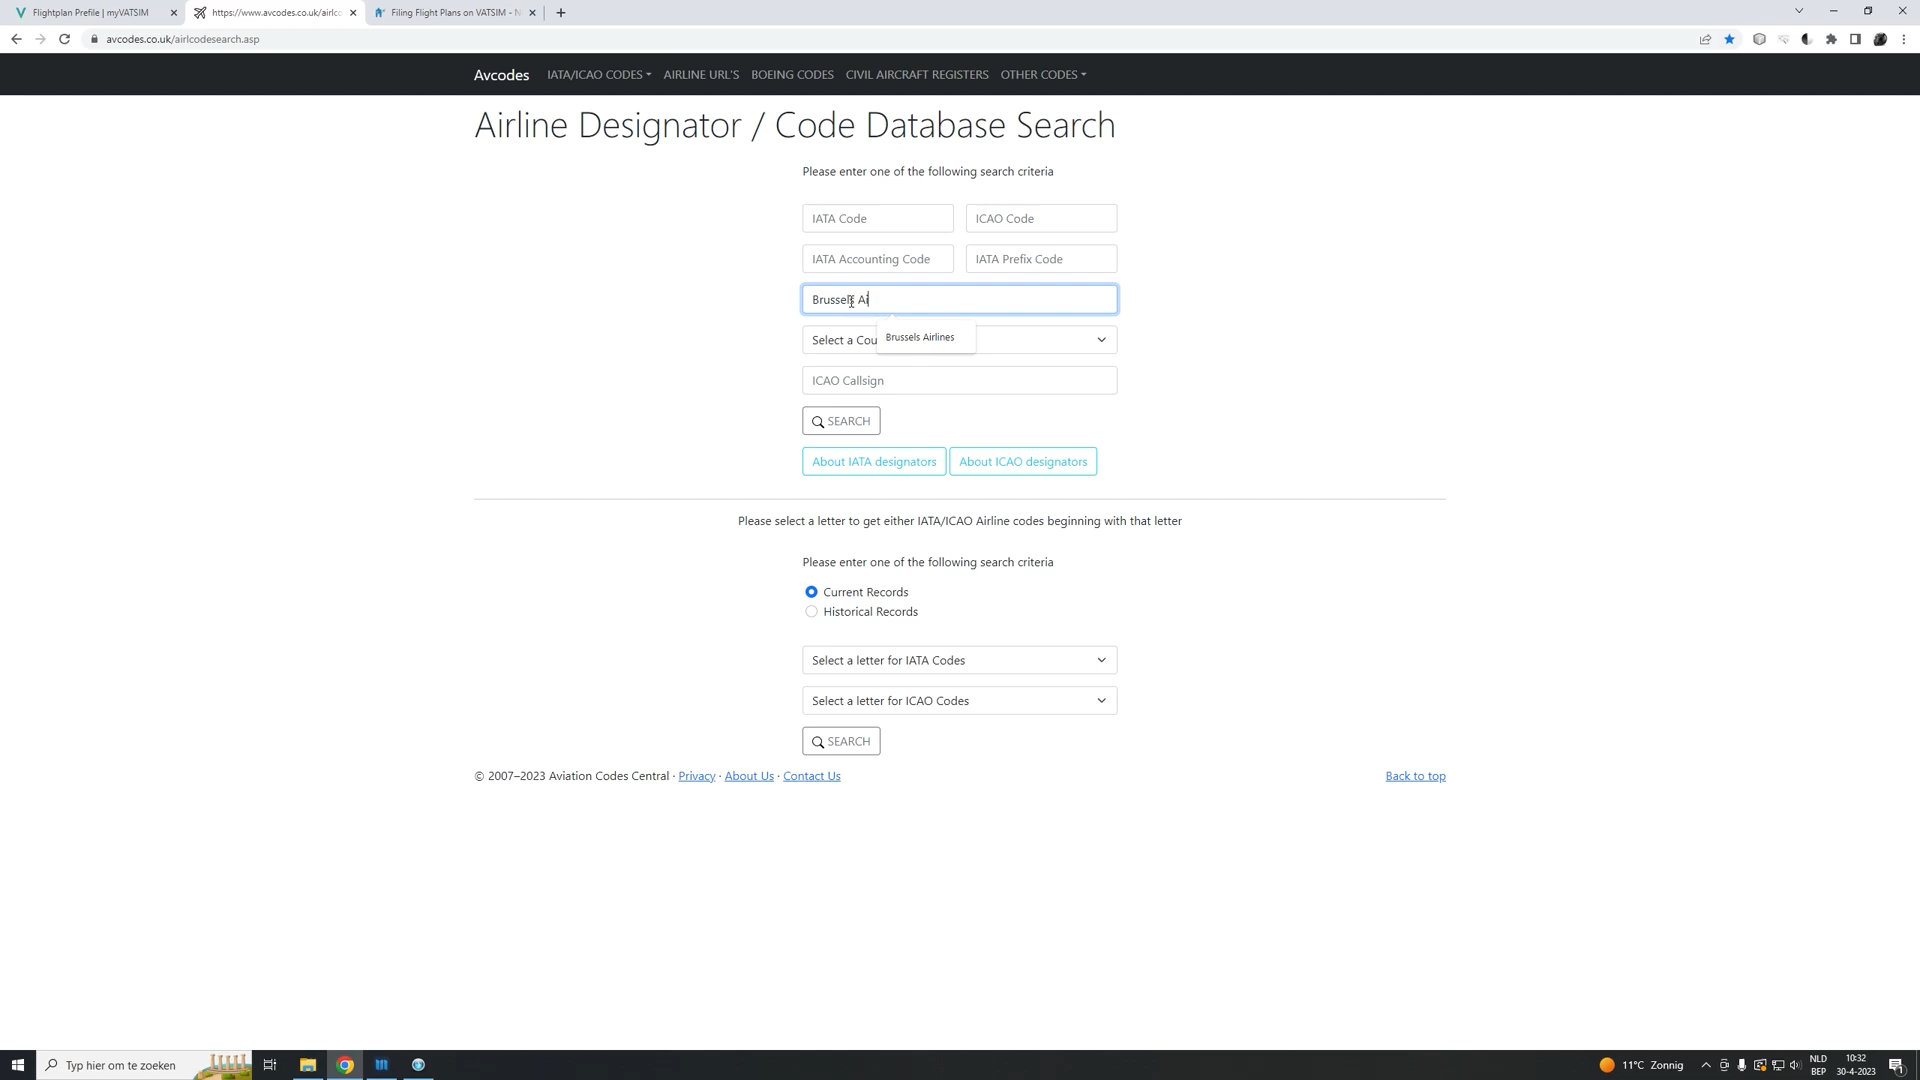 Flightplan Prefile | myVATSIM
https://www.avcodes.co.uk/airlc
Filing Flight Plans on VATSIM - N
avcodes.co.uk/airlcodesearch.asp
Avcodes IATA/ICAO CODES AIRLINE URL'S BOEING CODES CIVIL AIRCRAFT REGISTERS OTHER CODES
Airline Designator / Code Database Search
Please enter one of the following search criteria
IATA Code ICAO Code
IATA Accounting Code IATA Prefix Code
Brussels Ai
Brussels Airlines
Select a Cou
ICAO Callsign
SEARCH
About IATA designators About ICAO designators
Please select a letter to get either IATA/ICAO Airline codes beginning with that letter
Please enter one of the following search criteria
Current Records
Historical Records
Select a letter for IATA Codes
Select a letter for ICAO Codes
SEARCH
© 2007–2023 Aviation Codes Central · Privacy · About Us · Contact Us Back to top
Typ hier om te zoeken
11°C Zonnig
NLD
BEP
10:32
30-4-2023